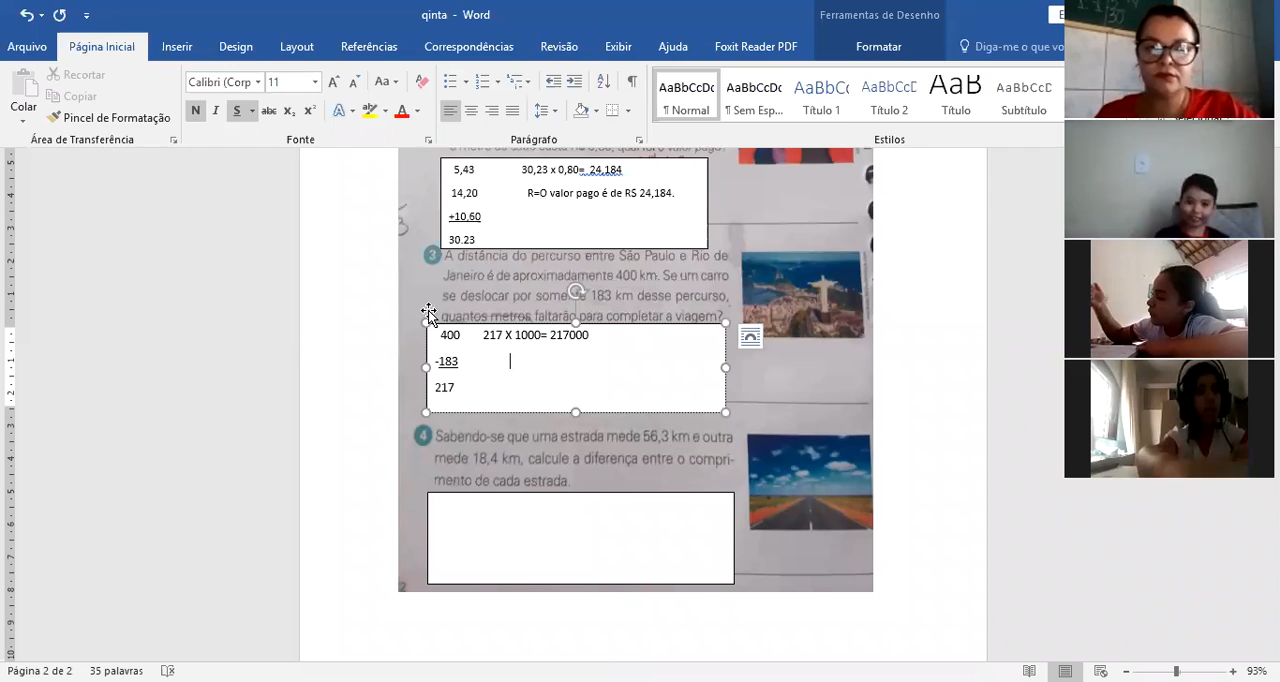 qinta - Word
Ferramentas de Desenho
Arquivo
Página Inicial
Inserir
Design
Layout
Referências
Correspondências
Revisão
Exibir
Ajuda
Foxit Reader PDF
Formatar
Diga-me o que vo
Colar
Recortar
Copiar
Pincel de Formatação
Área de Transferência
Calibri (Corp
11
Aa
N I S abc X₂ X²
Fonte
Parágrafo
AaBbCcDc
¶ Normal
AaBbCcDc
¶ Sem Esp...
AaBbCc
Título 1
AaBbCcD
Título 2
AaB
Título
AaBbCcD
Subtítulo
Estilos
5,43 30,23 x 0,80= 24,184
14,20 R=O valor pago é de R$ 24,184.
+10,60
30.23
3 A distância do percurso entre São Paulo e Rio de
Janeiro é de aproximadamente 400 km. Se um carro
se deslocar por somente 183 km desse percurso,
quantos metros faltarão para completar a viagem?
400 217 X 1000= 217000
-183
217
4 Sabendo-se que uma estrada mede 56,3 km e outra
mede 18,4 km, calcule a diferença entre o compri-
mento de cada estrada.
Página 2 de 2
35 palavras
93%